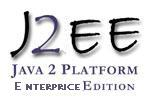 J2EE
JAVA 2 PLATFORM
ENTERPRICE EDITION